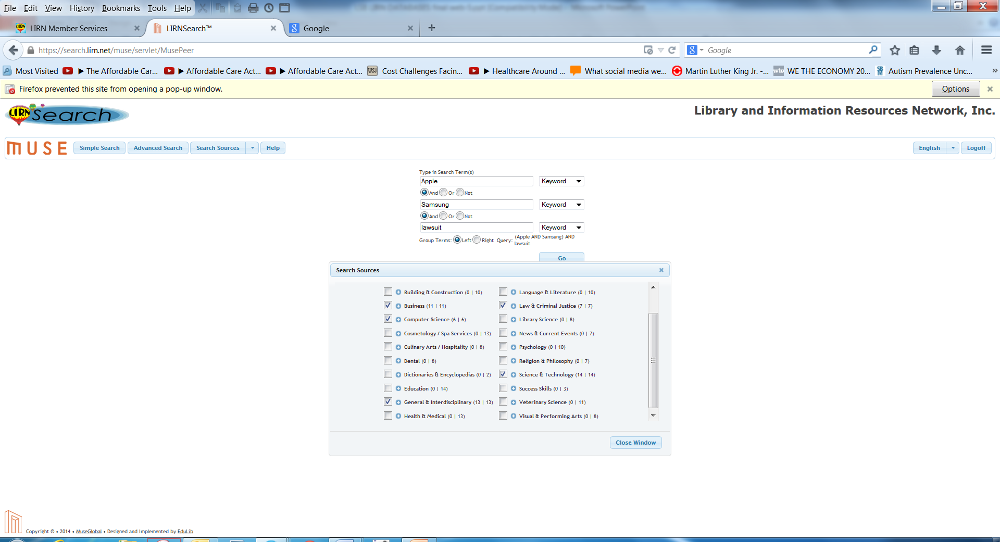 File Edit View History Bookmarks Tools Help
LIRN Member Services LIRNSearch™ Google
https://search.lirn.net/muse/servlet/MusePeer Google
Most Visited The Affordable Car... Affordable Care Act... Affordable Care Act... WSJ Cost Challenges Facin... Healthcare Around ... What social media we... Martin Luther King Jr. -... wte WE THE ECONOMY 20... Autism Prevalence Unc... »
Firefox prevented this site from opening a pop-up window. Options
LIRN Search
Library and Information Resources Network, Inc.
MUSE Simple Search Advanced Search Search Sources Help English Logoff
Type in Search Term(s)
Apple Keyword
And Or Not
Samsung Keyword
And Or Not
lawsuit Keyword
Group Terms: Left Right Query: (Apple AND Samsung) AND
lawsuit
Go
Search Sources
Building & Construction (0 | 10) Language & Literature (0 | 10)
Business (11 | 11) Law & Criminal Justice (7 | 7)
Computer Science (6 | 6) Library Science (0 | 8)
Cosmetology / Spa Services (0 | 13) News & Current Events (0 | 7)
Culinary Arts / Hospitality (0 | 8) Psychology (0 | 10)
Dental (0 | 8) Religion & Philosophy (0 | 7)
Dictionaries & Encyclopedias (0 | 2) Science & Technology (14 | 14)
Education (0 | 14) Success Skills (0 | 3)
General & Interdisciplinary (13 | 13) Veterinary Science (0 | 11)
Health & Medical (0 | 13) Visual & Performing Arts (0 | 8)
Close Window
Copyright © • 2014 • MuseGlobal • Designed and Implemented by EduLib